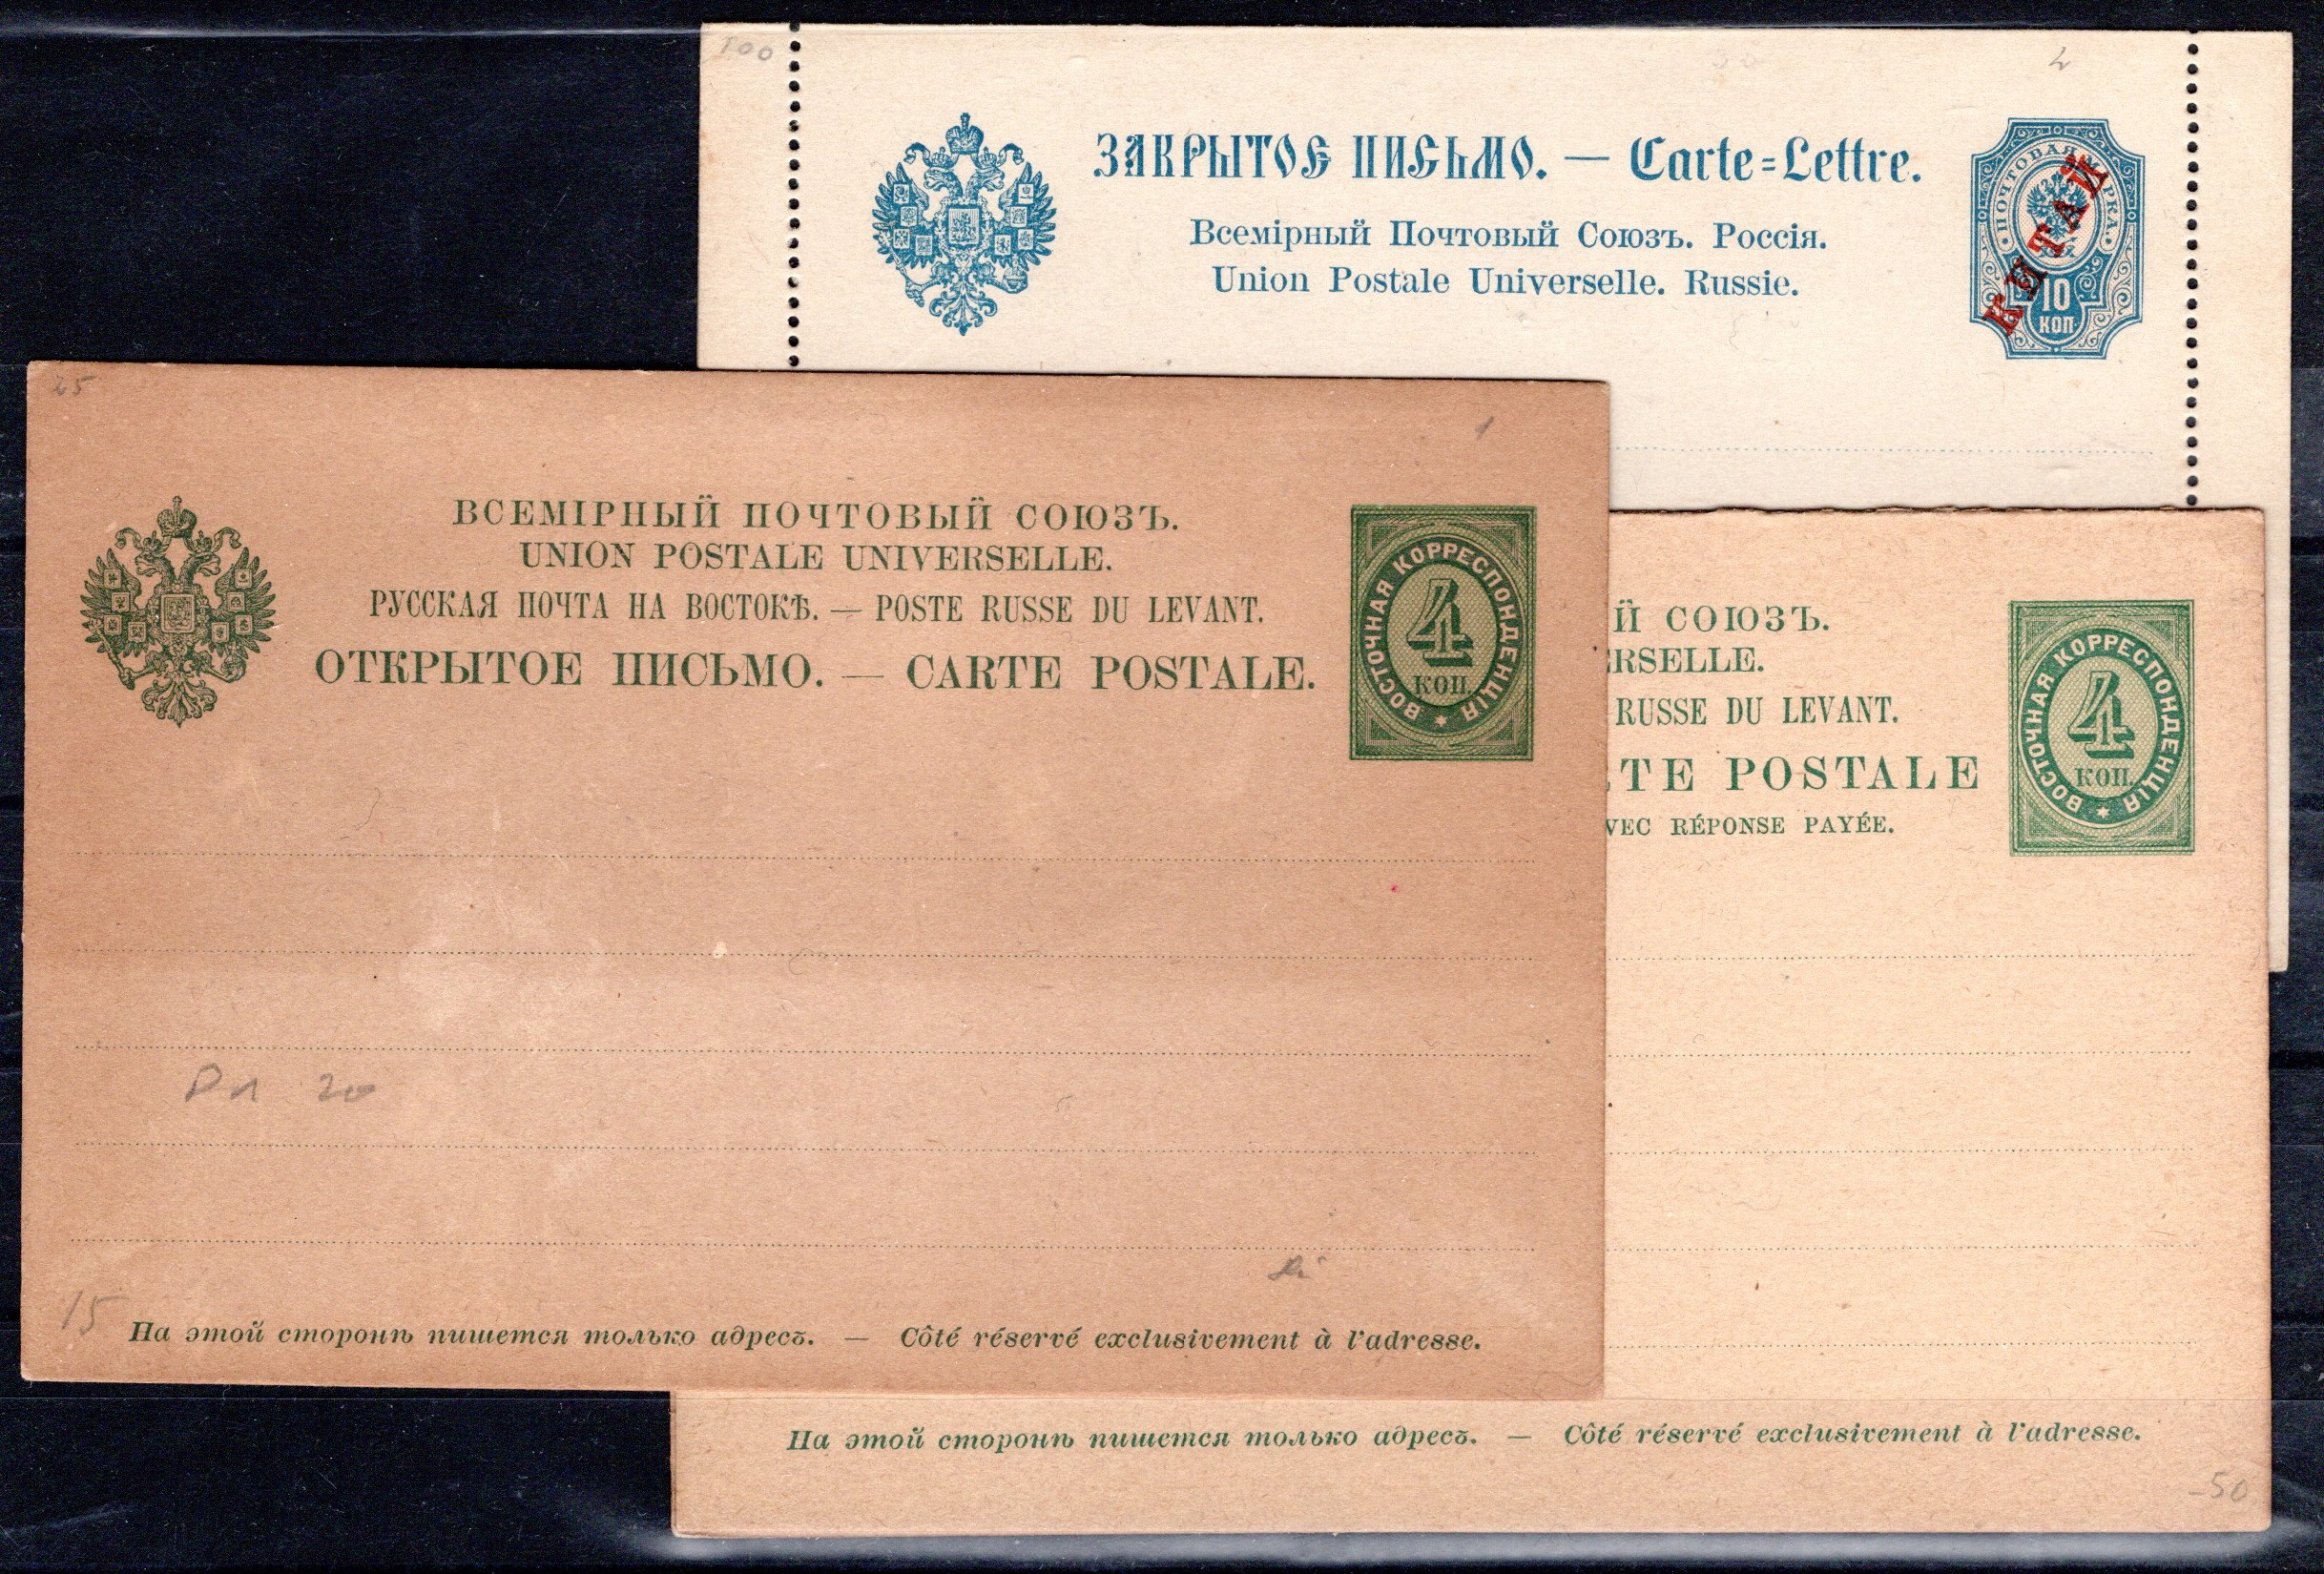 100
4
ЗАКРЫТОЕ ПИСЬМО. — Carte=Lettre.
Всемірный Почтовый Союзъ. Россія.
Union Postale Universelle. Russie.
ПОЧТОВАЯ МАРКА
КИТАЙ
10
КОП
25
1
ВСЕМІРНЫЙ ПОЧТОВЫЙ СОЮЗЪ.
UNION POSTALE UNIVERSELLE.
РУССКАЯ ПОЧТА НА ВОСТОКѢ. — POSTE RUSSE DU LEVANT.
ОТКРЫТОЕ ПИСЬМО. — CARTE POSTALE.
ВОСТОЧНАЯ КОРРЕСПОНДЕНЦІЯ
4
КОП.
20
15
На этой сторонѣ пишется только адресъ. — Côté réservé exclusivement à l'adresse.
Й СОЮЗЪ.
ERSELLE.
RUSSE DU LEVANT.
TE POSTALE
VEC RÉPONSE PAYÉE.
ВОСТОЧНАЯ КОРРЕСПОНДЕНЦІЯ
4
КОП.
На этой сторонѣ пишется только адресъ. — Côté réservé exclusivement à l'adresse.
-50